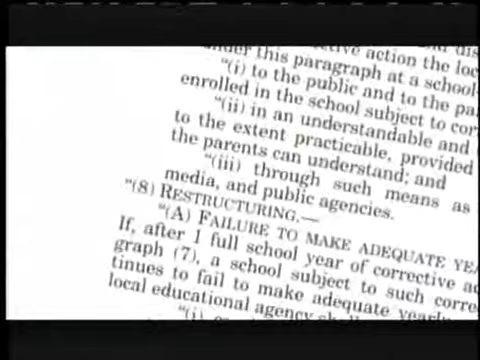 under this paragraph at a school
"(i) to the public and to the pa
enrolled in the school subject to cor
"(ii) in an understandable and
to the extent practicable, provided
the parents can understand; and
"(iii) through such means as
media, and public agencies.
"(8) RESTRUCTURING.—
"(A) FAILURE TO MAKE ADEQUATE YEA
If, after 1 full school year of corrective ac
graph (7), a school subject to such corre
tinues to fail to make adequate yearly
local educational agency shall